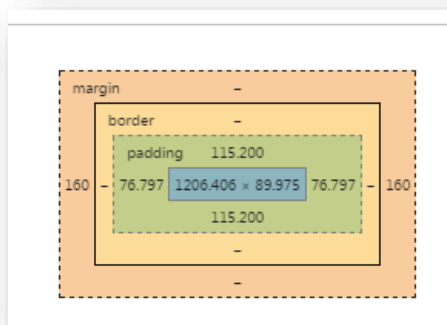 margin –
border –
padding 115.200
160 – 76.797 1206.406 × 89.975 76.797 – 160
115.200
–
–